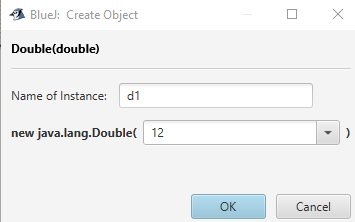 BlueJ: Create Object
Double(double)
Name of Instance: d1
new java.lang.Double( 12 )
OK Cancel